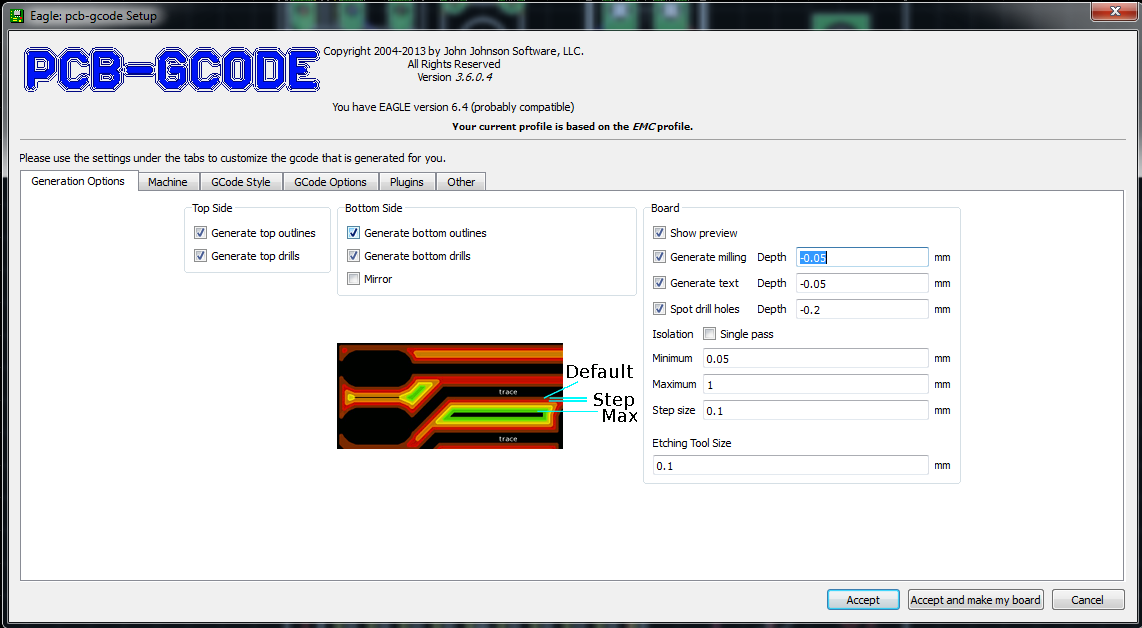 Eagle: pcb-gcode Setup
PCB-GCODE
Copyright 2004-2013 by John Johnson Software, LLC.
All Rights Reserved
Version 3.6.0.4
You have EAGLE version 6.4 (probably compatible)
Your current profile is based on the EMC profile.
Please use the settings under the tabs to customize the gcode that is generated for you.
Generation Options Machine GCode Style GCode Options Plugins Other
Top Side
Generate top outlines
Generate top drills
Bottom Side
Generate bottom outlines
Generate bottom drills
Mirror
trace
trace
Default
Step
Max
Board
Show preview
Generate milling Depth -0.05 mm
Generate text Depth -0.05 mm
Spot drill holes Depth -0.2 mm
Isolation Single pass
Minimum 0.05 mm
Maximum 1 mm
Step size 0.1 mm
Etching Tool Size
0.1 mm
Accept Accept and make my board Cancel